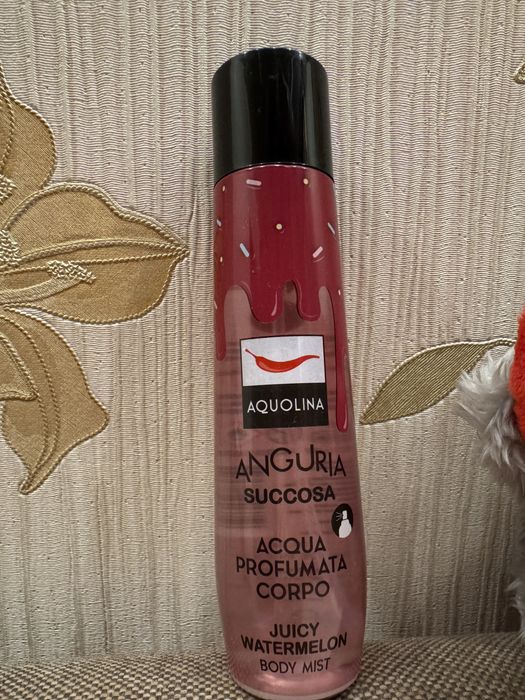 AQUOLINA
ANGURIA
SUCCOSA
ACQUA
PROFUMATA
CORPO
JUICY
WATERMELON
BODY MIST